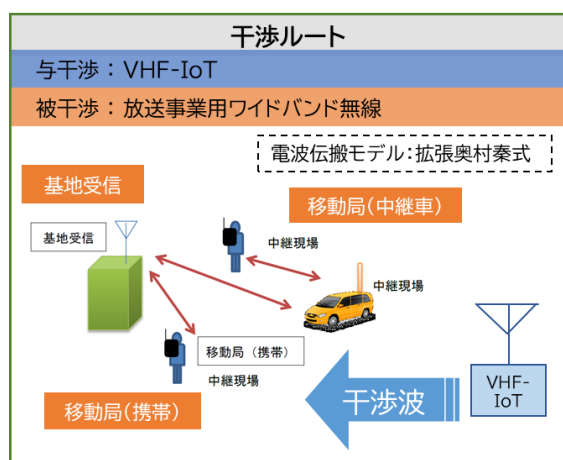 干渉ルート
与干渉：VHF-IoT
被干渉：放送事業用ワイドバンド無線
電波伝搬モデル：拡張奥村秦式
基地受信
移動局(中継車)
基地受信
中継現場
中継現場
移動局（携帯）
中継現場
移動局(携帯)
干渉波
VHF-
IoT